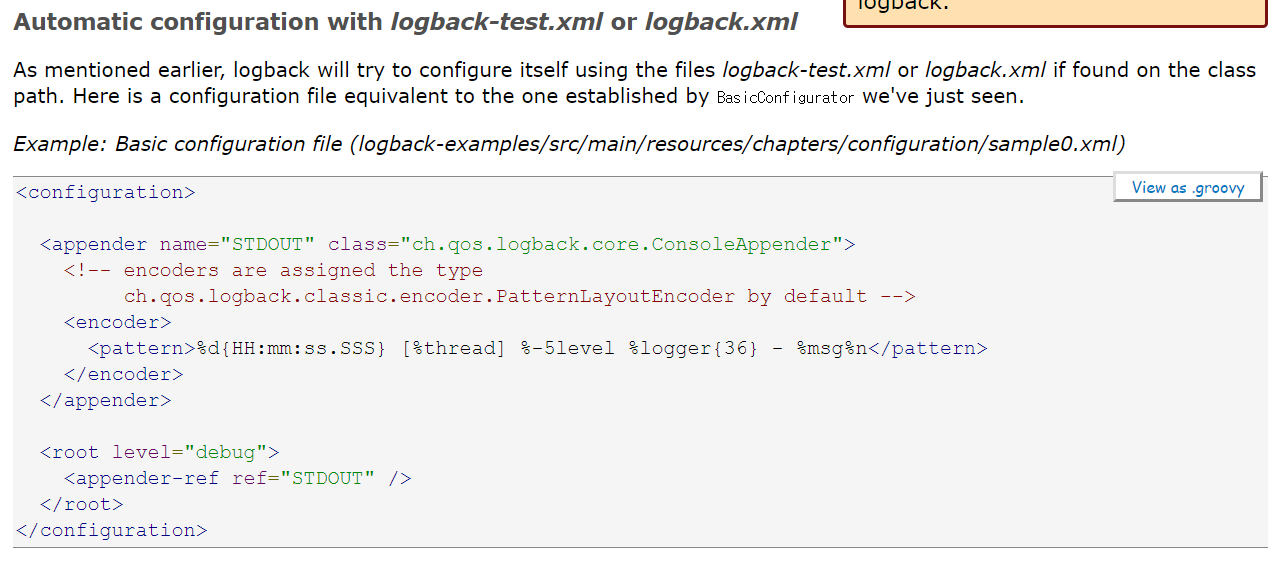 logback.
Automatic configuration with logback-test.xml or logback.xml
As mentioned earlier, logback will try to configure itself using the files logback-test.xml or logback.xml if found on the class
path. Here is a configuration file equivalent to the one established by BasicConfigurator we've just seen.
Example: Basic configuration file (logback-examples/src/main/resources/chapters/configuration/sample0.xml)
View as .groovy
<configuration>
  <appender name="STDOUT" class="ch.qos.logback.core.ConsoleAppender">
    <!-- encoders are assigned the type
         ch.qos.logback.classic.encoder.PatternLayoutEncoder by default -->
    <encoder>
      <pattern>%d{HH:mm:ss.SSS} [%thread] %-5level %logger{36} - %msg%n</pattern>
    </encoder>
  </appender>
  <root level="debug">
    <appender-ref ref="STDOUT" />
  </root>
</configuration>